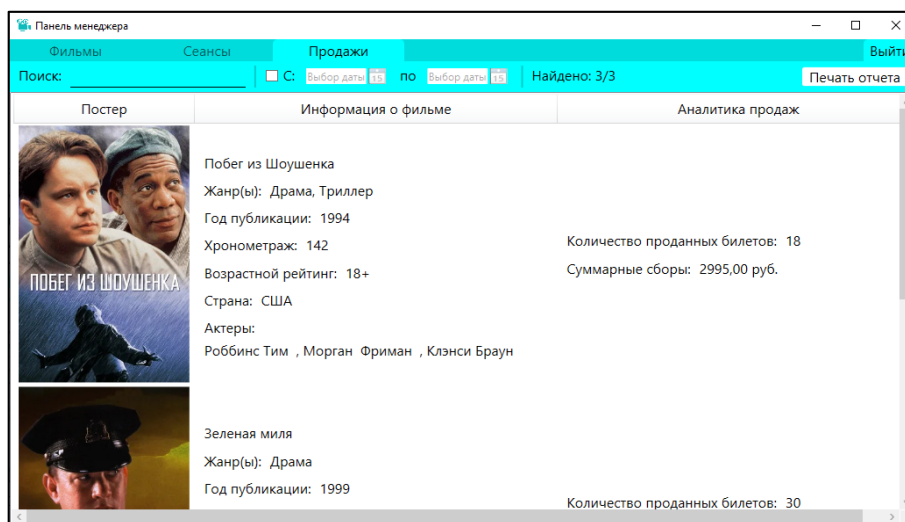 Панель менеджера
Фильмы Сеансы Продажи Выйти
Поиск: С: Выбор даты 15 по Выбор даты 15 Найдено: 3/3 Печать отчета
Постер Информация о фильме Аналитика продаж
Побег из Шоушенка
Жанр(ы): Драма, Триллер
Год публикации: 1994
Хронометраж: 142
Количество проданных билетов: 18
Возрастной рейтинг: 18+
Суммарные сборы: 2995,00 руб.
ПОБЕГ ИЗ ШОУШЕНКА
Страна: США
Актеры:
Роббинс Тим , Морган Фриман , Клэнси Браун
Зеленая миля
Жанр(ы): Драма
Год публикации: 1999
Количество проданных билетов: 30